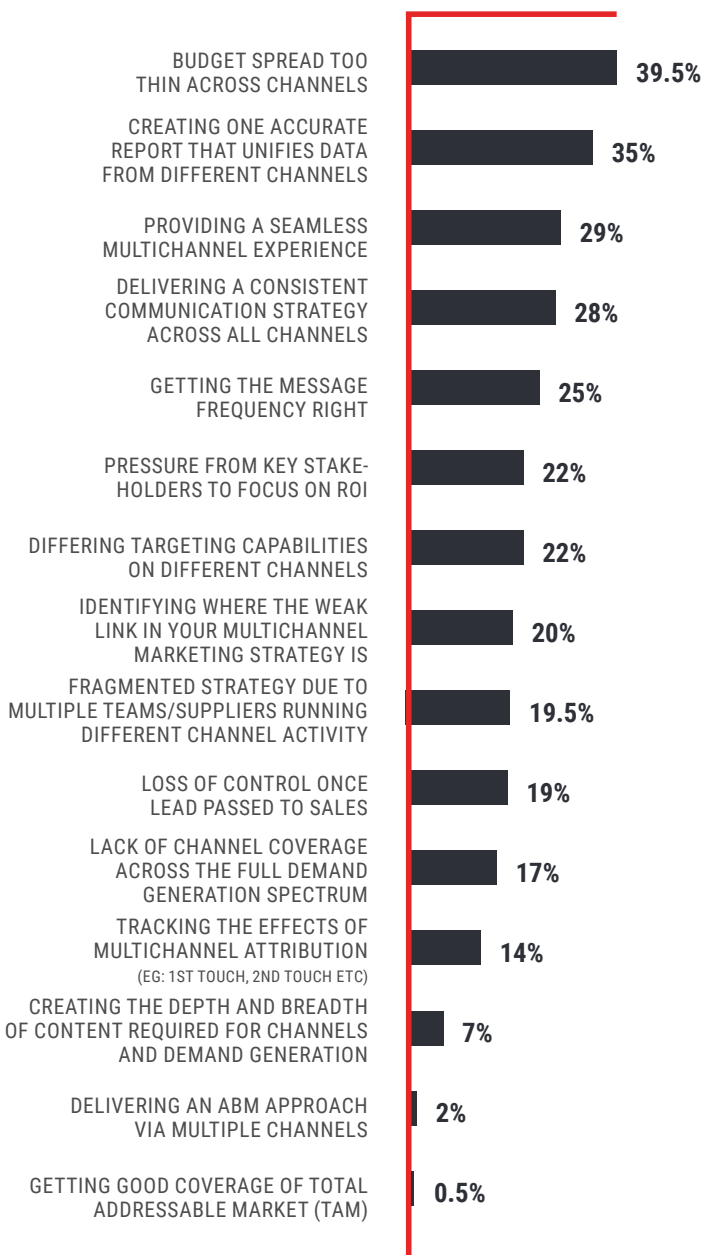 BUDGET SPREAD TOO
THIN ACROSS CHANNELS
39.5%
CREATING ONE ACCURATE
REPORT THAT UNIFIES DATA
FROM DIFFERENT CHANNELS
35%
PROVIDING A SEAMLESS
MULTICHANNEL EXPERIENCE
29%
DELIVERING A CONSISTENT
COMMUNICATION STRATEGY
ACROSS ALL CHANNELS
28%
GETTING THE MESSAGE
FREQUENCY RIGHT
25%
PRESSURE FROM KEY STAKE-
HOLDERS TO FOCUS ON ROI
22%
DIFFERING TARGETING CAPABILITIES
ON DIFFERENT CHANNELS
22%
IDENTIFYING WHERE THE WEAK
LINK IN YOUR MULTICHANNEL
MARKETING STRATEGY IS
20%
FRAGMENTED STRATEGY DUE TO
MULTIPLE TEAMS/SUPPLIERS RUNNING
DIFFERENT CHANNEL ACTIVITY
19.5%
LOSS OF CONTROL ONCE
LEAD PASSED TO SALES
19%
LACK OF CHANNEL COVERAGE
ACROSS THE FULL DEMAND
GENERATION SPECTRUM
17%
TRACKING THE EFFECTS OF
MULTICHANNEL ATTRIBUTION
(EG: 1ST TOUCH, 2ND TOUCH ETC)
14%
CREATING THE DEPTH AND BREADTH
OF CONTENT REQUIRED FOR CHANNELS
AND DEMAND GENERATION
7%
DELIVERING AN ABM APPROACH
VIA MULTIPLE CHANNELS
2%
GETTING GOOD COVERAGE OF TOTAL
ADDRESSABLE MARKET (TAM)
0.5%